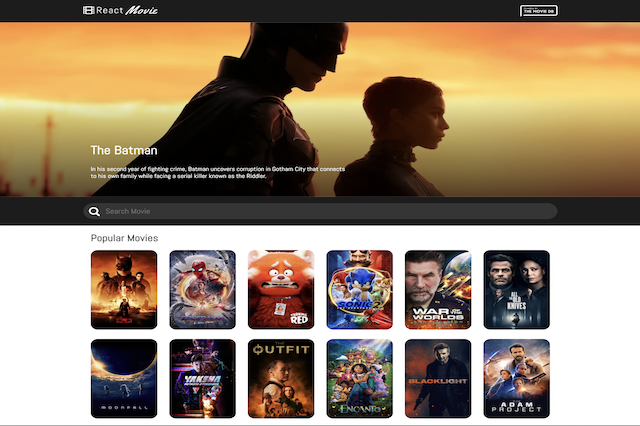 React Movie
THE MOVIE DB
The Batman
In his second year of fighting crime, Batman uncovers corruption in Gotham City that connects
to his own family while facing a serial killer known as the Riddler.
Search Movie
Popular Movies
RED
SONIC 2
WAR OF THE
WORLDS
ALL
THE OLD
KNIVES
MOONFALL
YAKSHA
THE
OUTFIT
ENCANTO
BLACKLIGHT
THE
ADAM
PROJECT